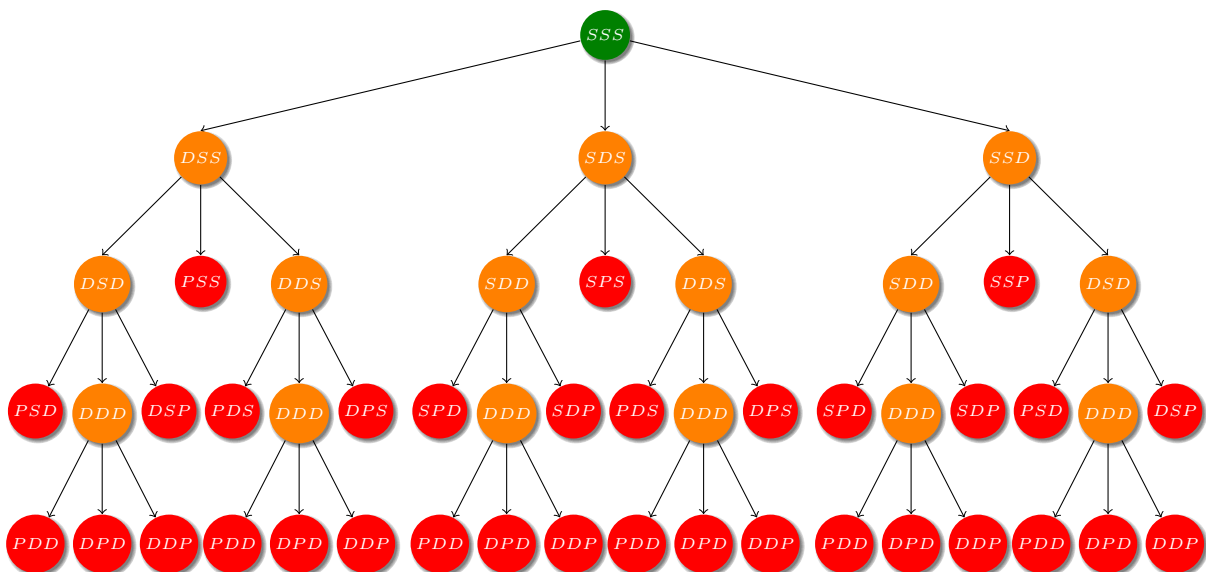 SSS
DSS SDS SSD
DSD PSS DDS SDD SPS DDS SDD SSP DSD
PSD DDD DSP PDS DDD DPS SPD DDD SDP PDS DDD DPS SPD DDD SDP PSD DDD DSP
PDD DPD DDP PDD DPD DDP PDD DPD DDP PDD DPD DDP PDD DPD DDP PDD DPD DDP